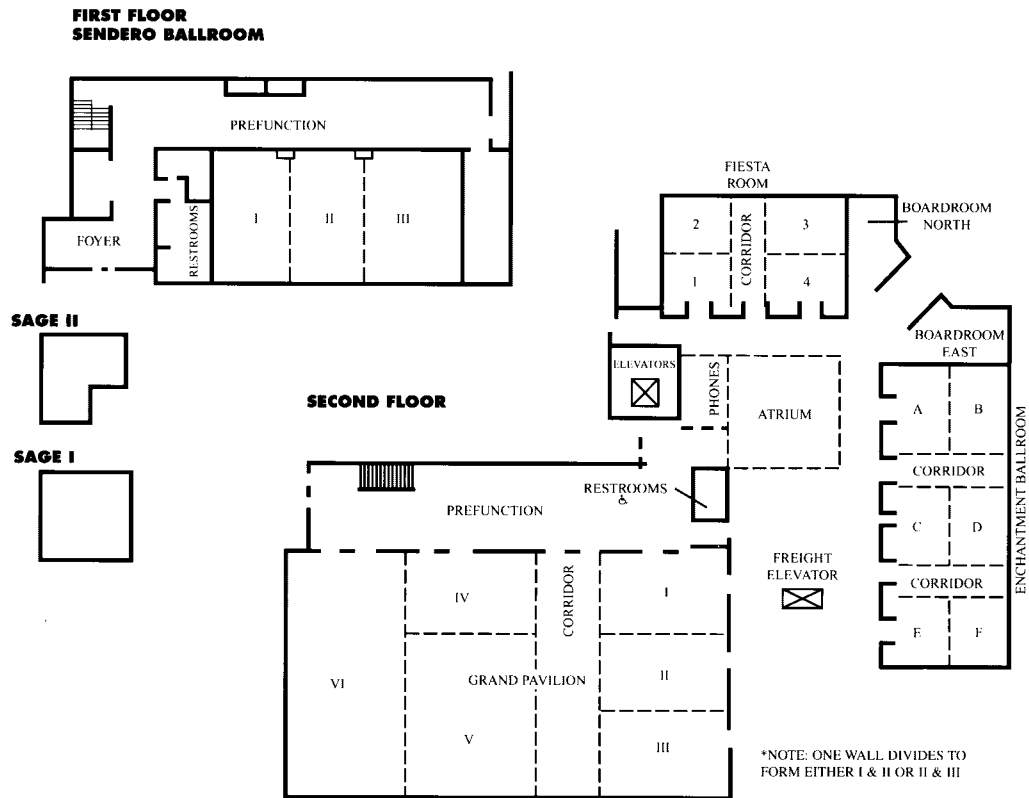 FIRST FLOOR
SENDERO BALLROOM
PREFUNCTION
I
II
III
RESTROOMS
FOYER
SAGE II
SAGE I
FIESTA
ROOM
2
CORRIDOR
3
1
4
BOARDROOM
NORTH
BOARDROOM
EAST
ELEVATORS
PHONES
ATRIUM
SECOND FLOOR
A
B
CORRIDOR
C
D
CORRIDOR
E
F
ENCHANTMENT BALLROOM
RESTROOMS
♿
PREFUNCTION
FREIGHT
ELEVATOR
IV
CORRIDOR
I
VI
GRAND PAVILION
II
V
III
*NOTE: ONE WALL DIVIDES TO
FORM EITHER I & II OR II & III